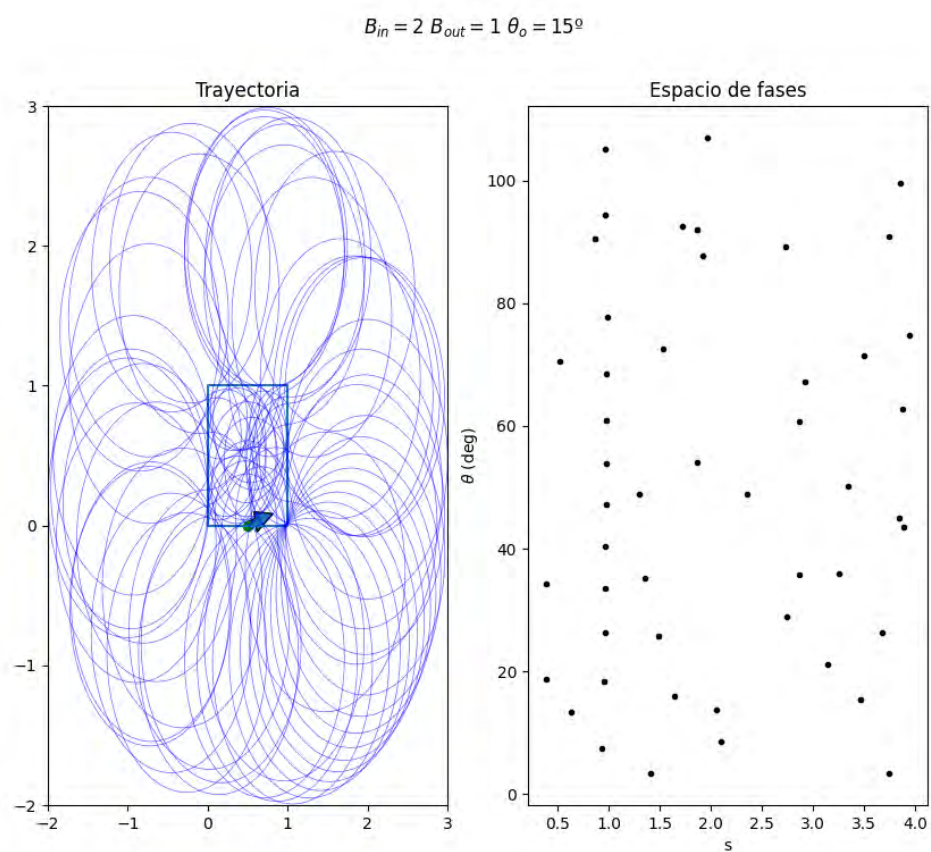 B_in = 2 B_out = 1 θ_o = 15º
Trayectoria
3
2
1
0
−1
−2
−2 −1 0 1 2 3
Espacio de fases
θ (deg)
100
80
60
40
20
0
0.5 1.0 1.5 2.0 2.5 3.0 3.5 4.0
s